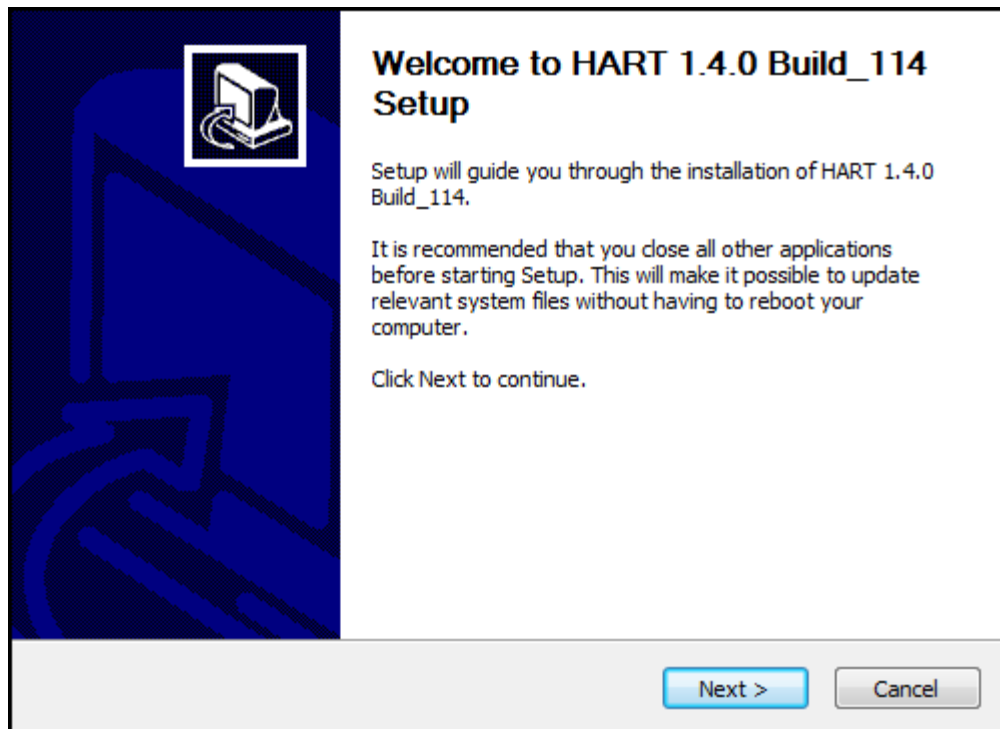 Welcome to HART 1.4.0 Build_114
Setup
Setup will guide you through the installation of HART 1.4.0
Build_114.
It is recommended that you close all other applications
before starting Setup. This will make it possible to update
relevant system files without having to reboot your
computer.
Click Next to continue.
Next >
Cancel